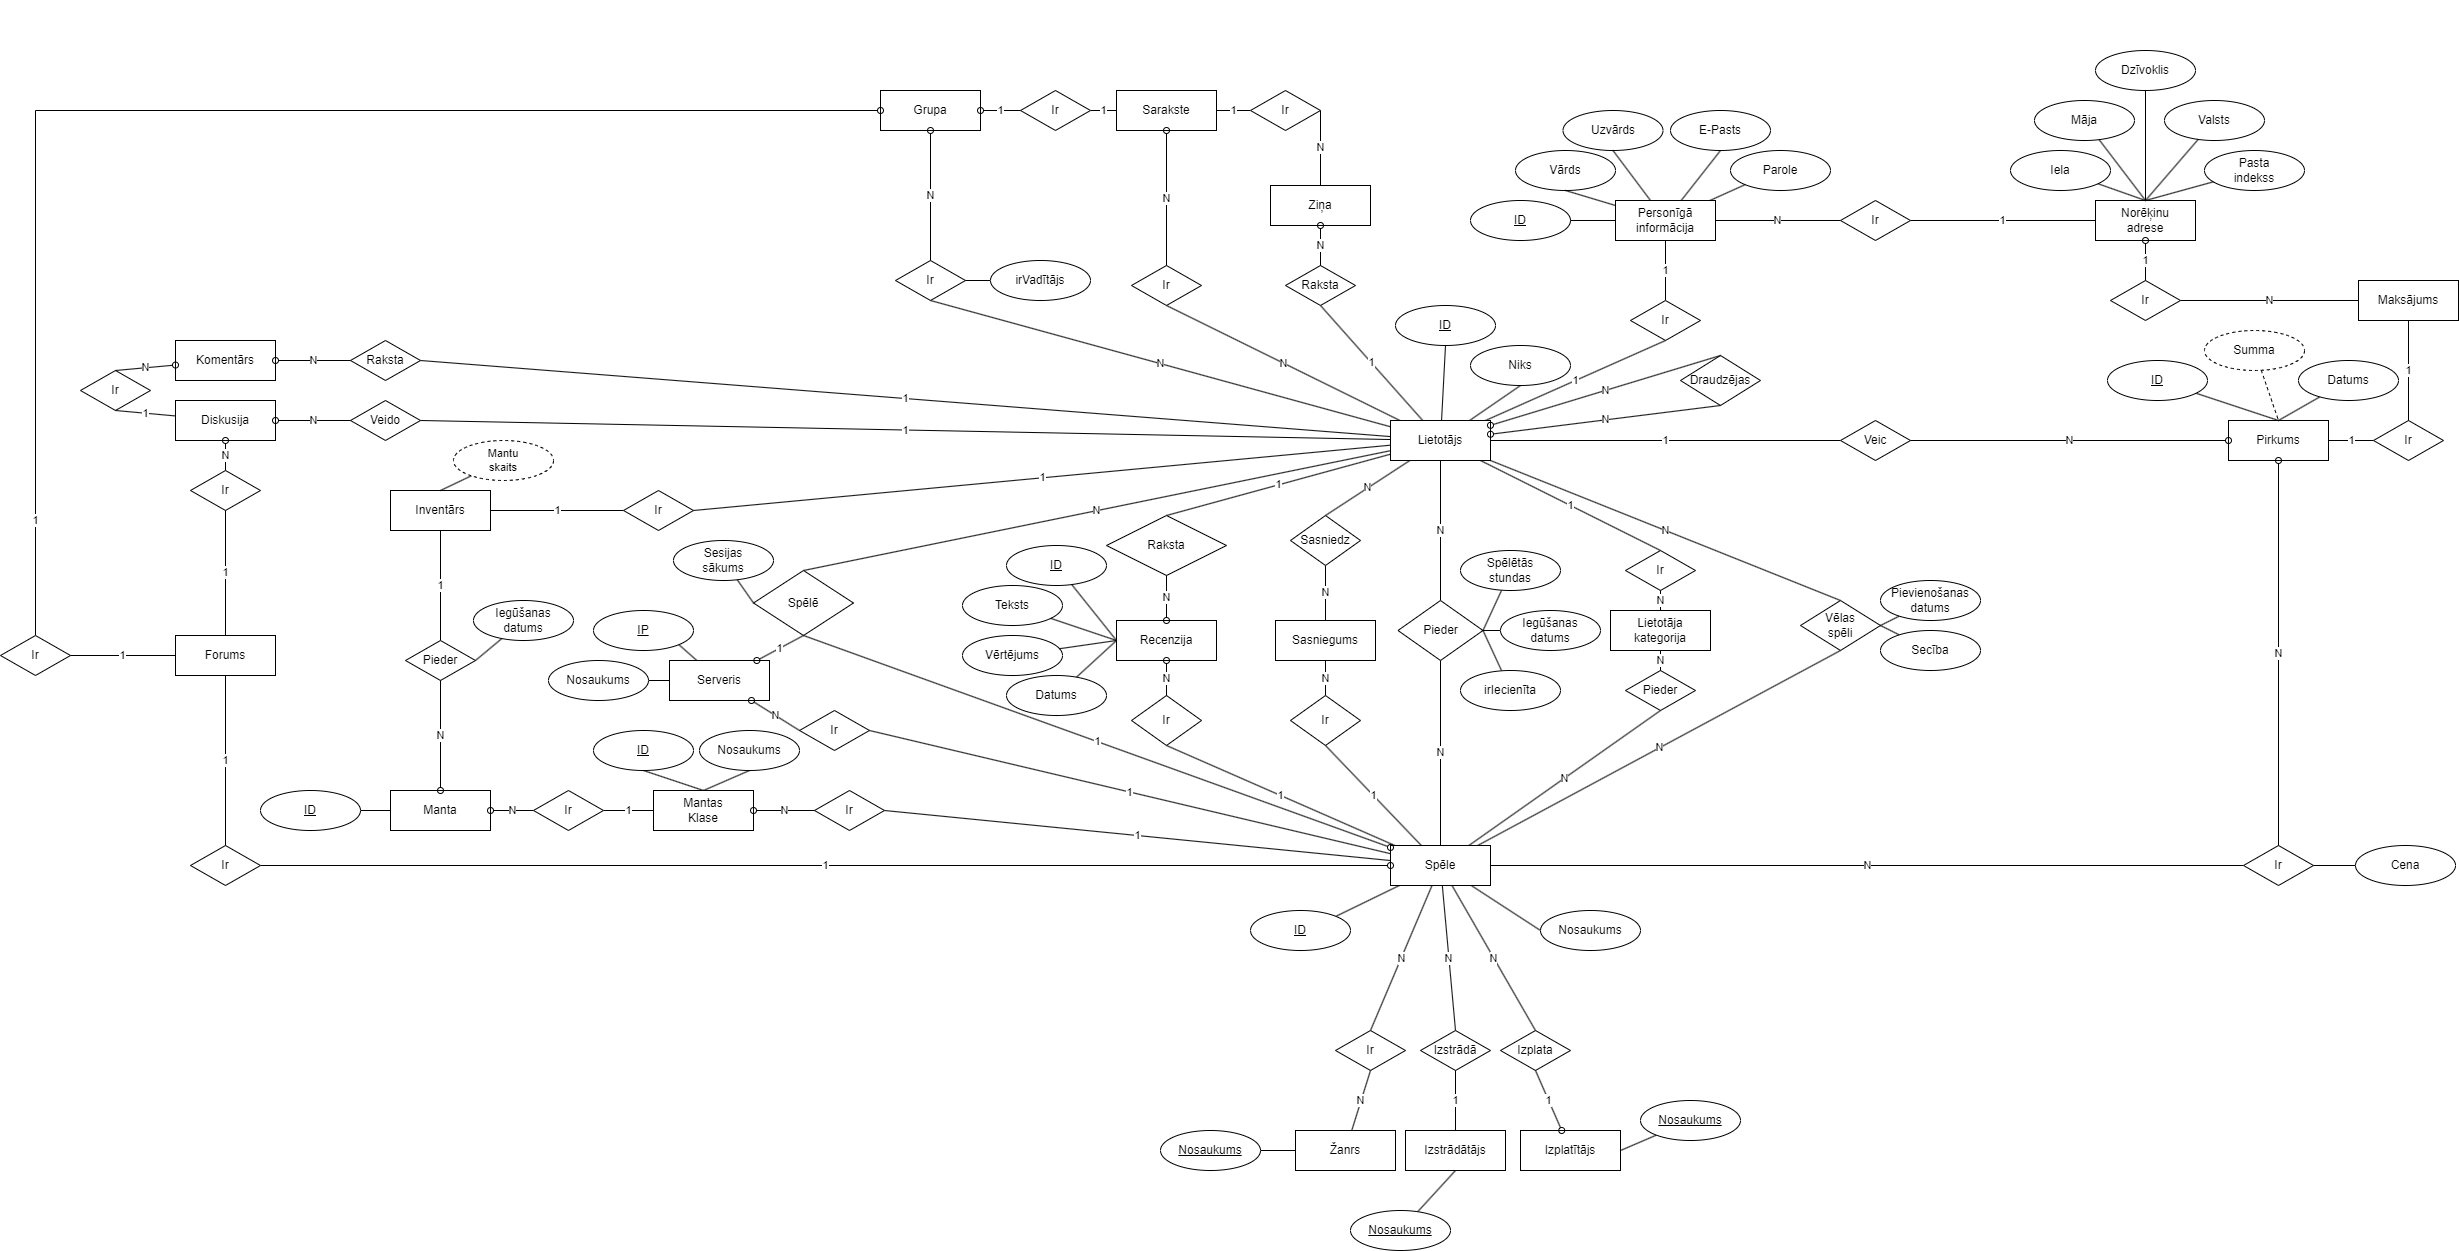 Dzīvoklis
Grupa
1
Ir
1
Sarakste
1
Ir
Uzvārds
E-Pasts
Māja
Valsts
N
Vārds
Parole
Iela
Pasta
indekss
N
N
Ziņa
ID
Personīgā
informācija
N
Ir
1
Norēķinu
adrese
N
1
1
Ir
irVadītājs
Ir
Raksta
Ir
Ir
N
Maksājums
ID
Summa
Komentārs
N
Raksta
N
N
N
1
Niks
1
N
Draudzējas
ID
Datums
1
Ir
1
1
N
Diskusija
N
Veido
1
Lietotājs
1
Veic
N
Pirkums
1
Ir
N
Mantu
skaits
Ir
1
1
N
N
Inventārs
1
Ir
N
1
N
N
1
Sesijas
sākums
Raksta
Sasniedz
Spēlētās
stundas
Ir
1
1
ID
Iegūšanas
datums
Spēlē
Teksts
N
N
N
Pievienošanas
datums
IP
Pieder
Iegūšanas
datums
Lietotāja
kategorija
Vēlas
spēli
Ir
1
Forums
Pieder
1
Vērtējums
Recenzija
Sasniegums
N
Secība
N
Nosaukums
Serveris
Datums
N
N
irIecienīta
Pieder
N
Ir
Ir
Ir
N
1
ID
Nosaukums
1
N
N
N
1
1
1
1
ID
Manta
N
Ir
1
Mantas
Klase
N
Ir
1
Ir
1
Spēle
N
Ir
Cena
ID
Nosaukums
N
N
N
Ir
Izstrādā
Izplata
N
1
1
Nosaukums
Nosaukums
Žanrs
Izstrādātājs
Izplatītājs
Nosaukums